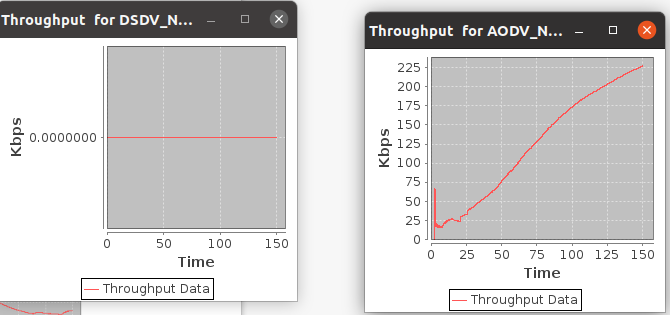 Throughput for DSDV_N...
Kbps
0.0000000
0 50 100 150
Time
Throughput Data
Throughput for AODV_N...
Kbps
225
200
175
150
125
100
75
50
25
0
0 25 50 75 100 125 150
Time
Throughput Data